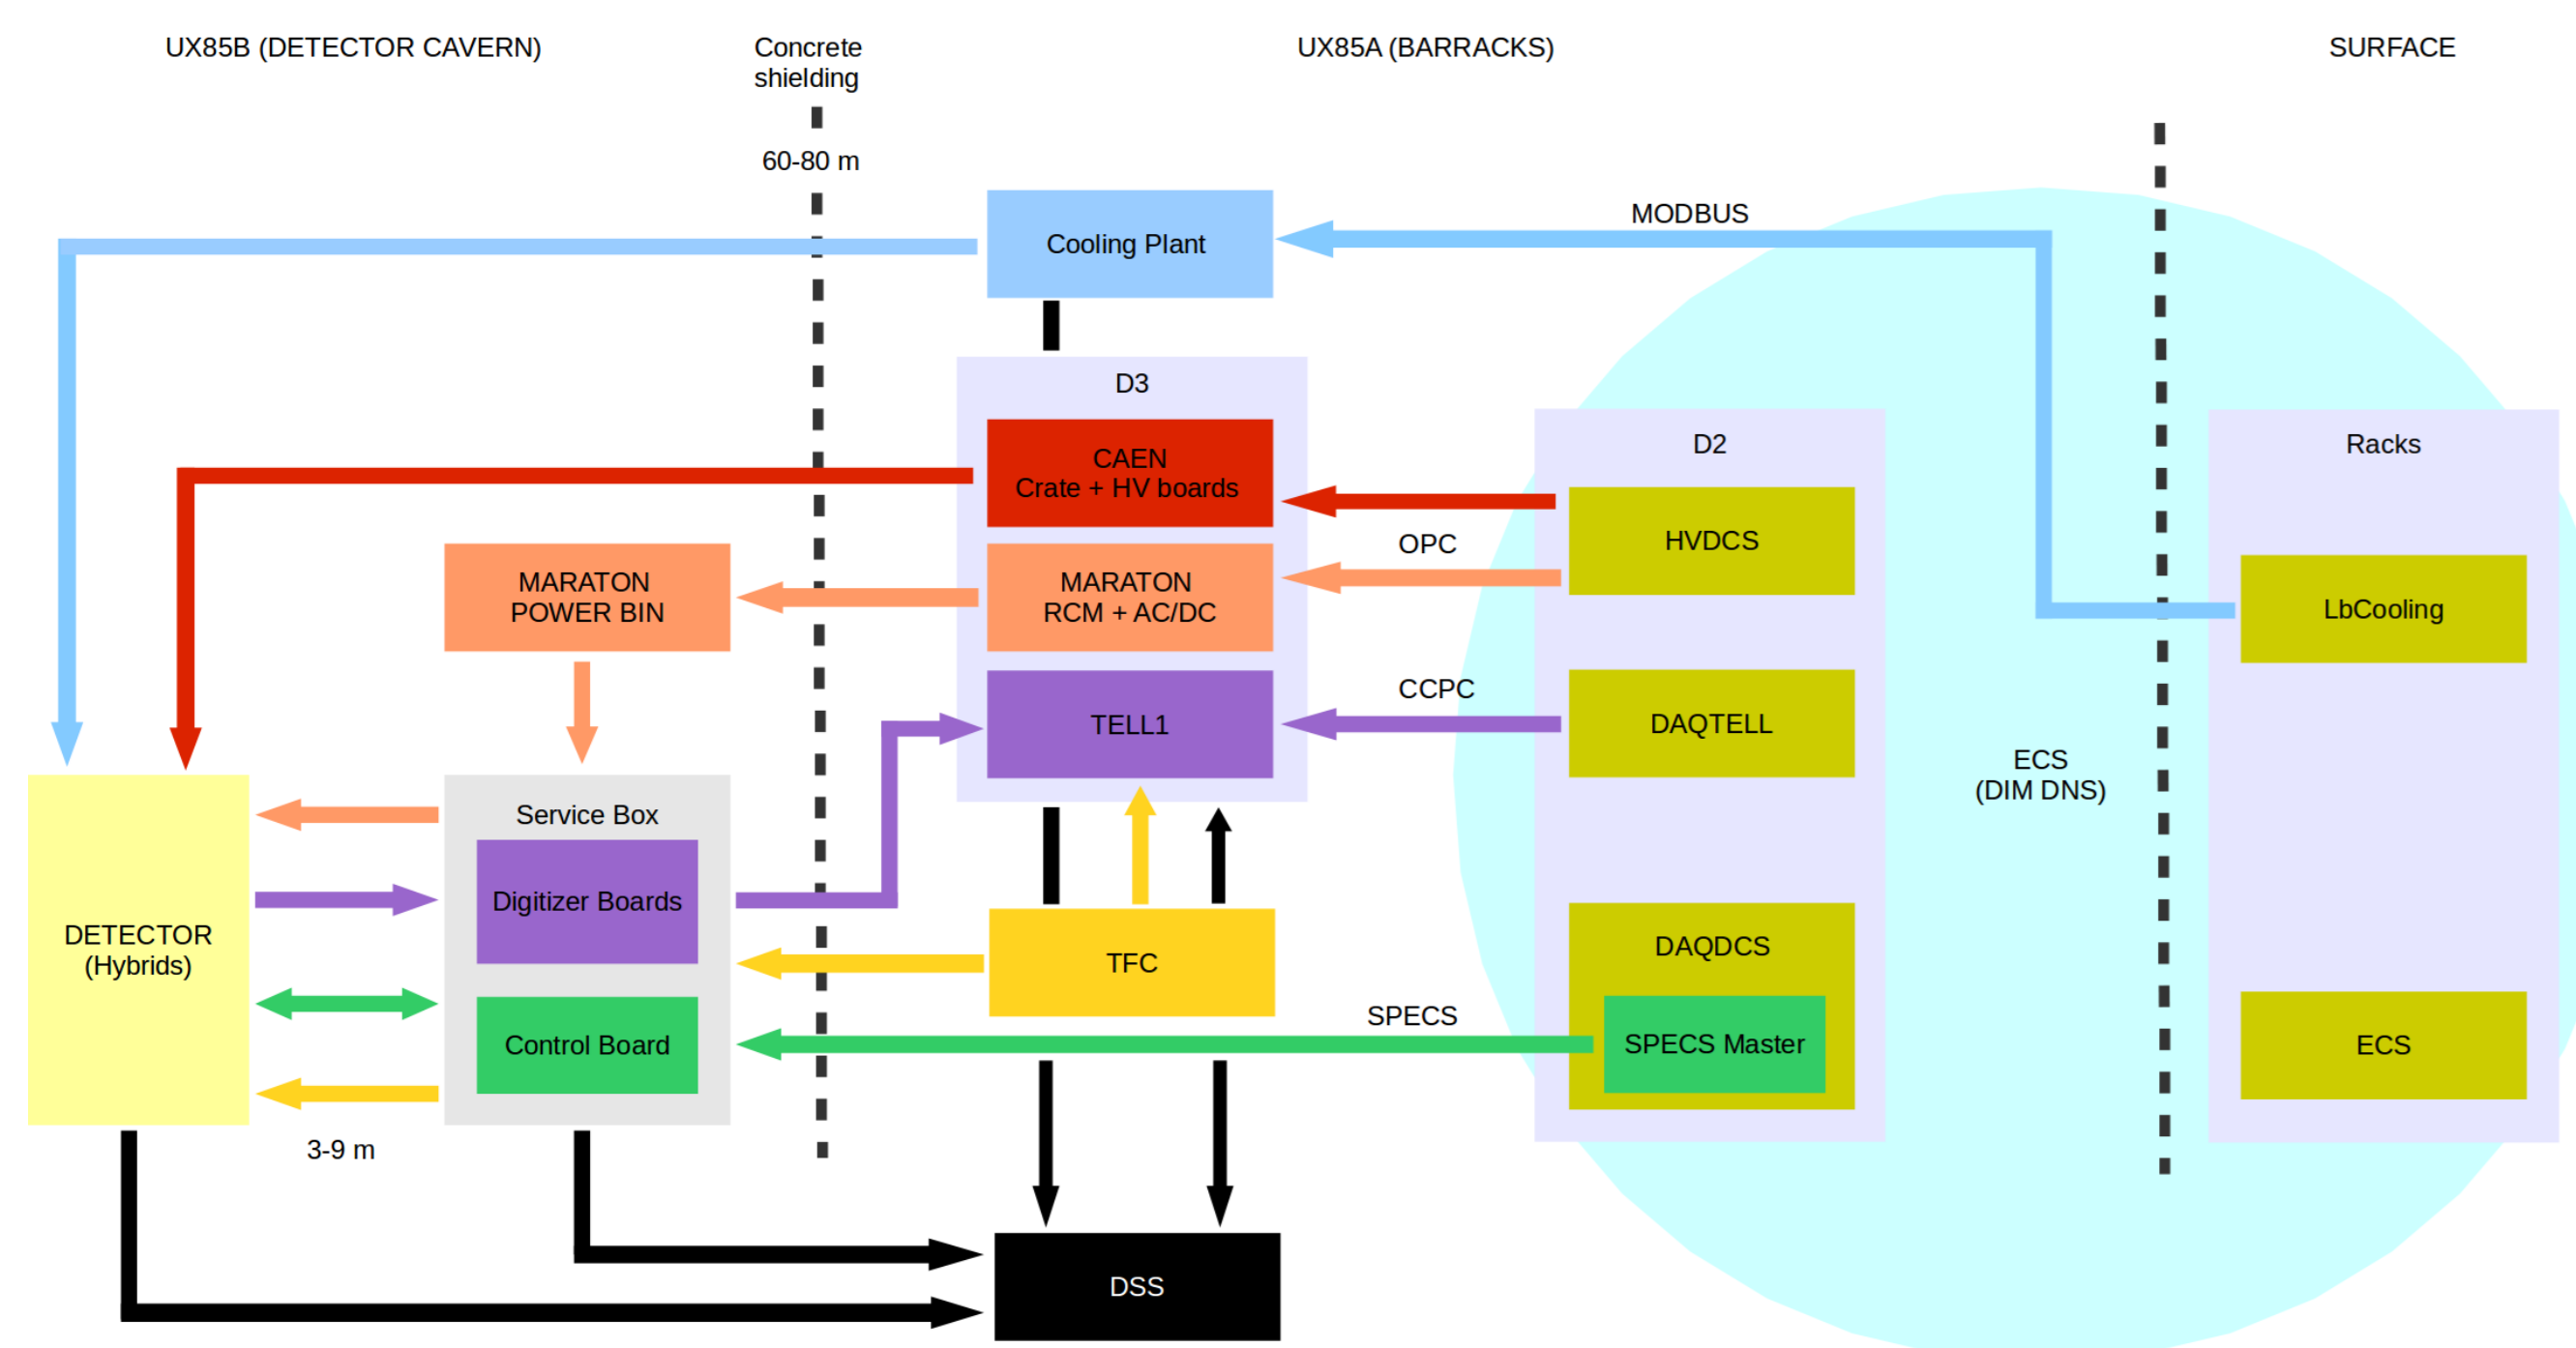 UX85B (DETECTOR CAVERN)
Concrete
shielding
UX85A (BARRACKS)
SURFACE
60-80 m
MODBUS
Cooling Plant
D3
CAEN
Crate + HV boards
D2
Racks
HVDCS
OPC
MARATON
POWER BIN
MARATON
RCM + AC/DC
LbCooling
CCPC
TELL1
DAQTELL
ECS
(DIM DNS)
Service Box
Digitizer Boards
DETECTOR
(Hybrids)
TFC
DAQDCS
SPECS
Control Board
SPECS Master
ECS
3-9 m
DSS